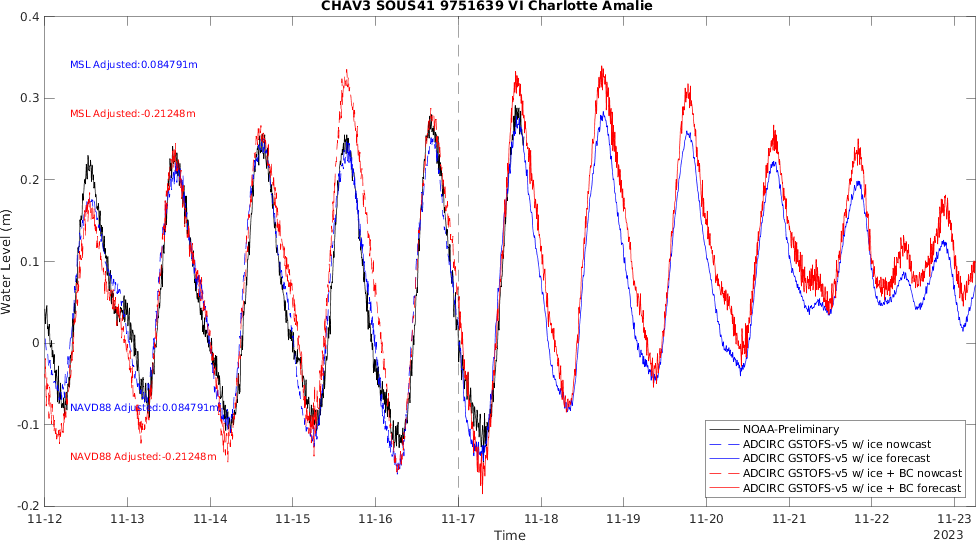 CHAV3 SOUS41 9751639 VI Charlotte Amalie
0.4
0.3
0.2
0.1
0
-0.1
-0.2
Water Level (m)
MSL Adjusted:0.084791m
MSL Adjusted:-0.21248m
NAVD88 Adjusted:0.084791m
NAVD88 Adjusted:-0.21248m
NOAA-Preliminary
ADCIRC GSTOFS-v5 w/ ice nowcast
ADCIRC GSTOFS-v5 w/ ice forecast
ADCIRC GSTOFS-v5 w/ ice + BC nowcast
ADCIRC GSTOFS-v5 w/ ice + BC forecast
11-12 11-13 11-14 11-15 11-16 11-17 11-18 11-19 11-20 11-21 11-22 11-23
Time
2023